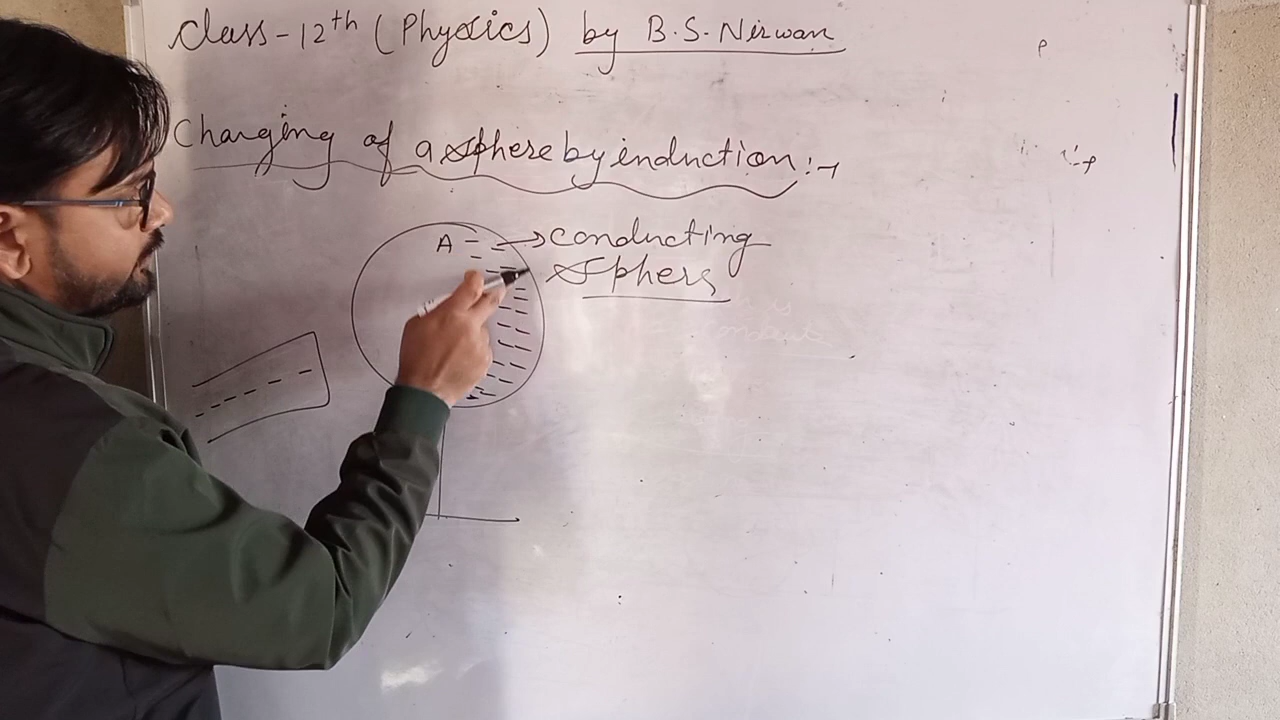 Class-12th (Physics) by B.S. Nirwan
Charging of a sphere by induction:-
A
conducting
sphere